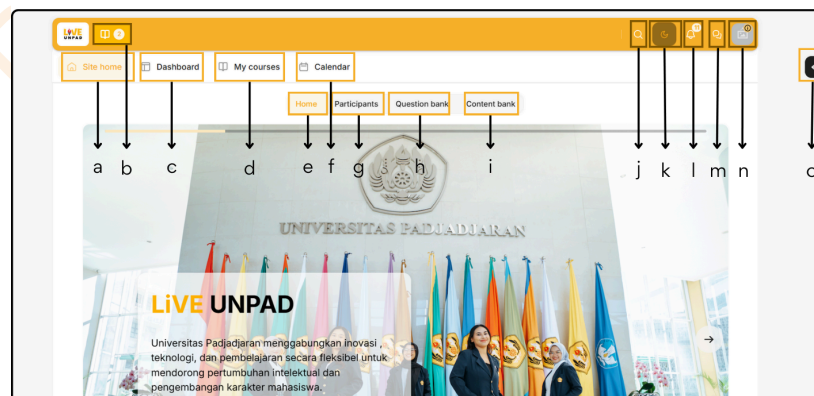 LiVE
UNPAD
Site home
Dashboard
My courses
Calendar
Home
Participants
Question bank
Content bank
a
b
c
d
e
f
g
h
i
j
k
l
m
n
UNIVERSITAS PADJADJARAN
LiVE UNPAD
Universitas Padjadjaran menggabungkan inovasi ,
teknologi, dan pembelajaran secara fleksibel untuk
mendorong pertumbuhan intelektual dan
pengembangan karakter mahasiswa.